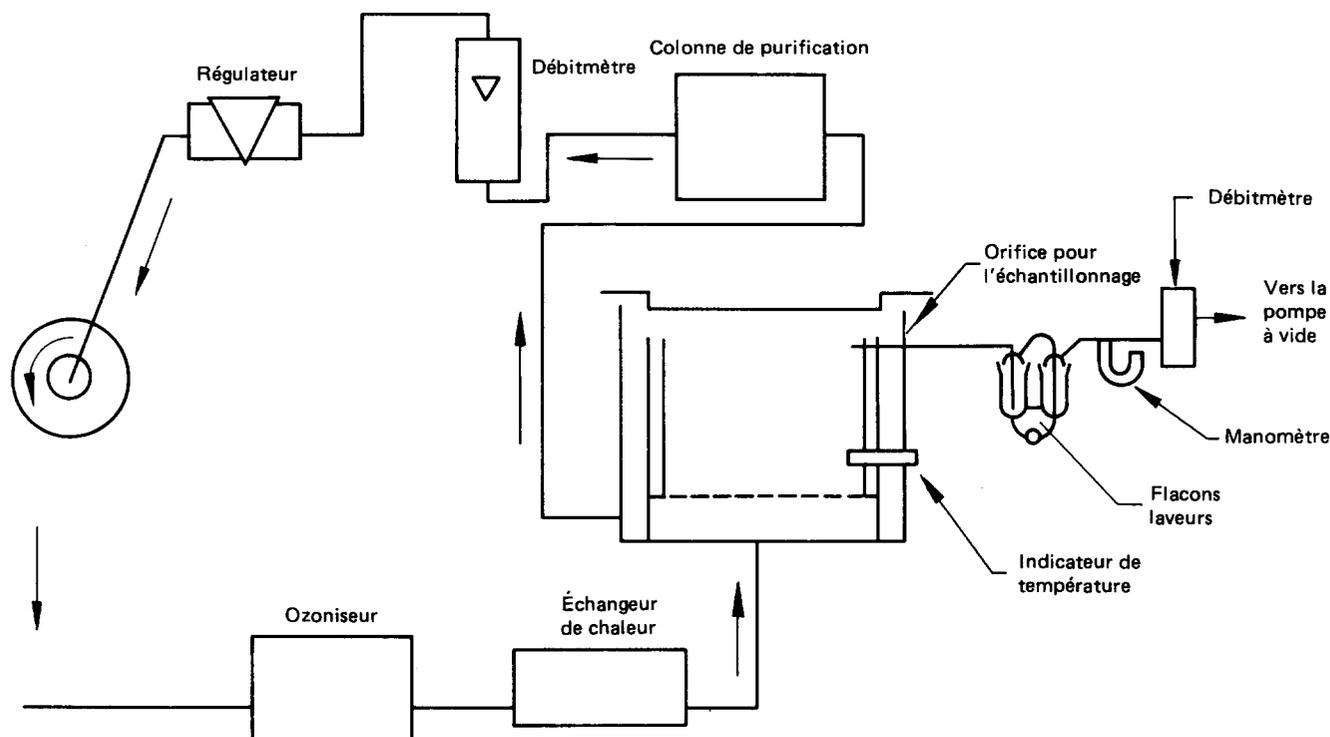 Colonne de purification
Débitmètre
Régulateur
Débitmètre
Orifice pour
l'échantillonnage
Vers la
pompe
à vide
Manomètre
Flacons
laveurs
Indicateur de
température
Échangeur
de chaleur
Ozoniseur